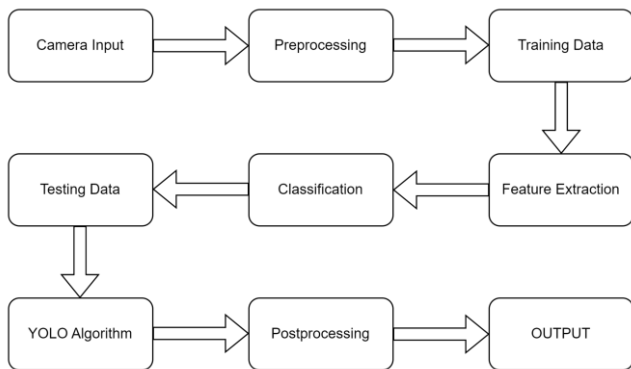 Camera Input
Preprocessing
Training Data
Feature Extraction
Classification
Testing Data
YOLO Algorithm
Postprocessing
OUTPUT